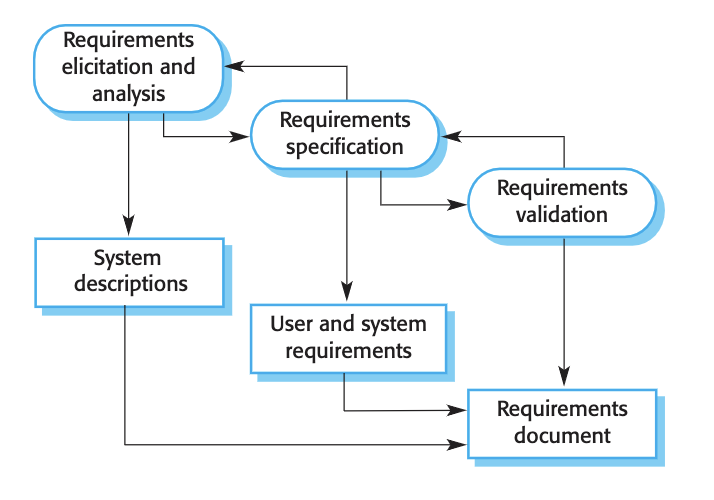 Requirements
elicitation and
analysis
Requirements
specification
Requirements
validation
System
descriptions
User and system
requirements
Requirements
document